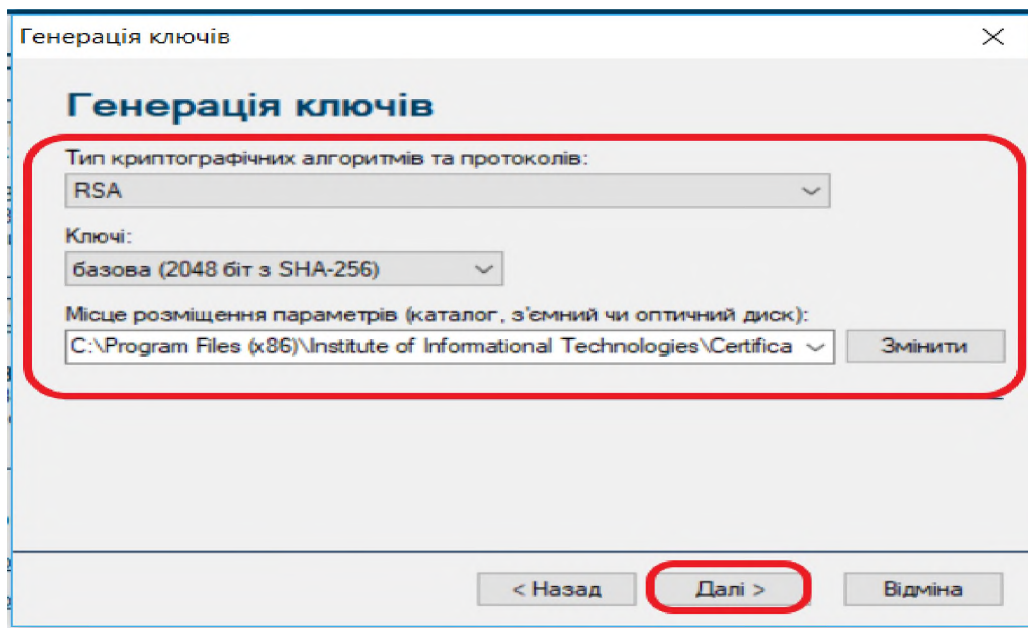 Генерація ключів
Генерація ключів
Тип криптографічних алгоритмів та протоколів:
RSA
Ключі:
базова (2048 біт з SHA-256)
Місце розміщення параметрів (каталог, з'ємний чи оптичний диск):
C:\Program Files (x86)\Institute of Informational Technologies\Certifica
Змінити
< Назад
Далі >
Відміна